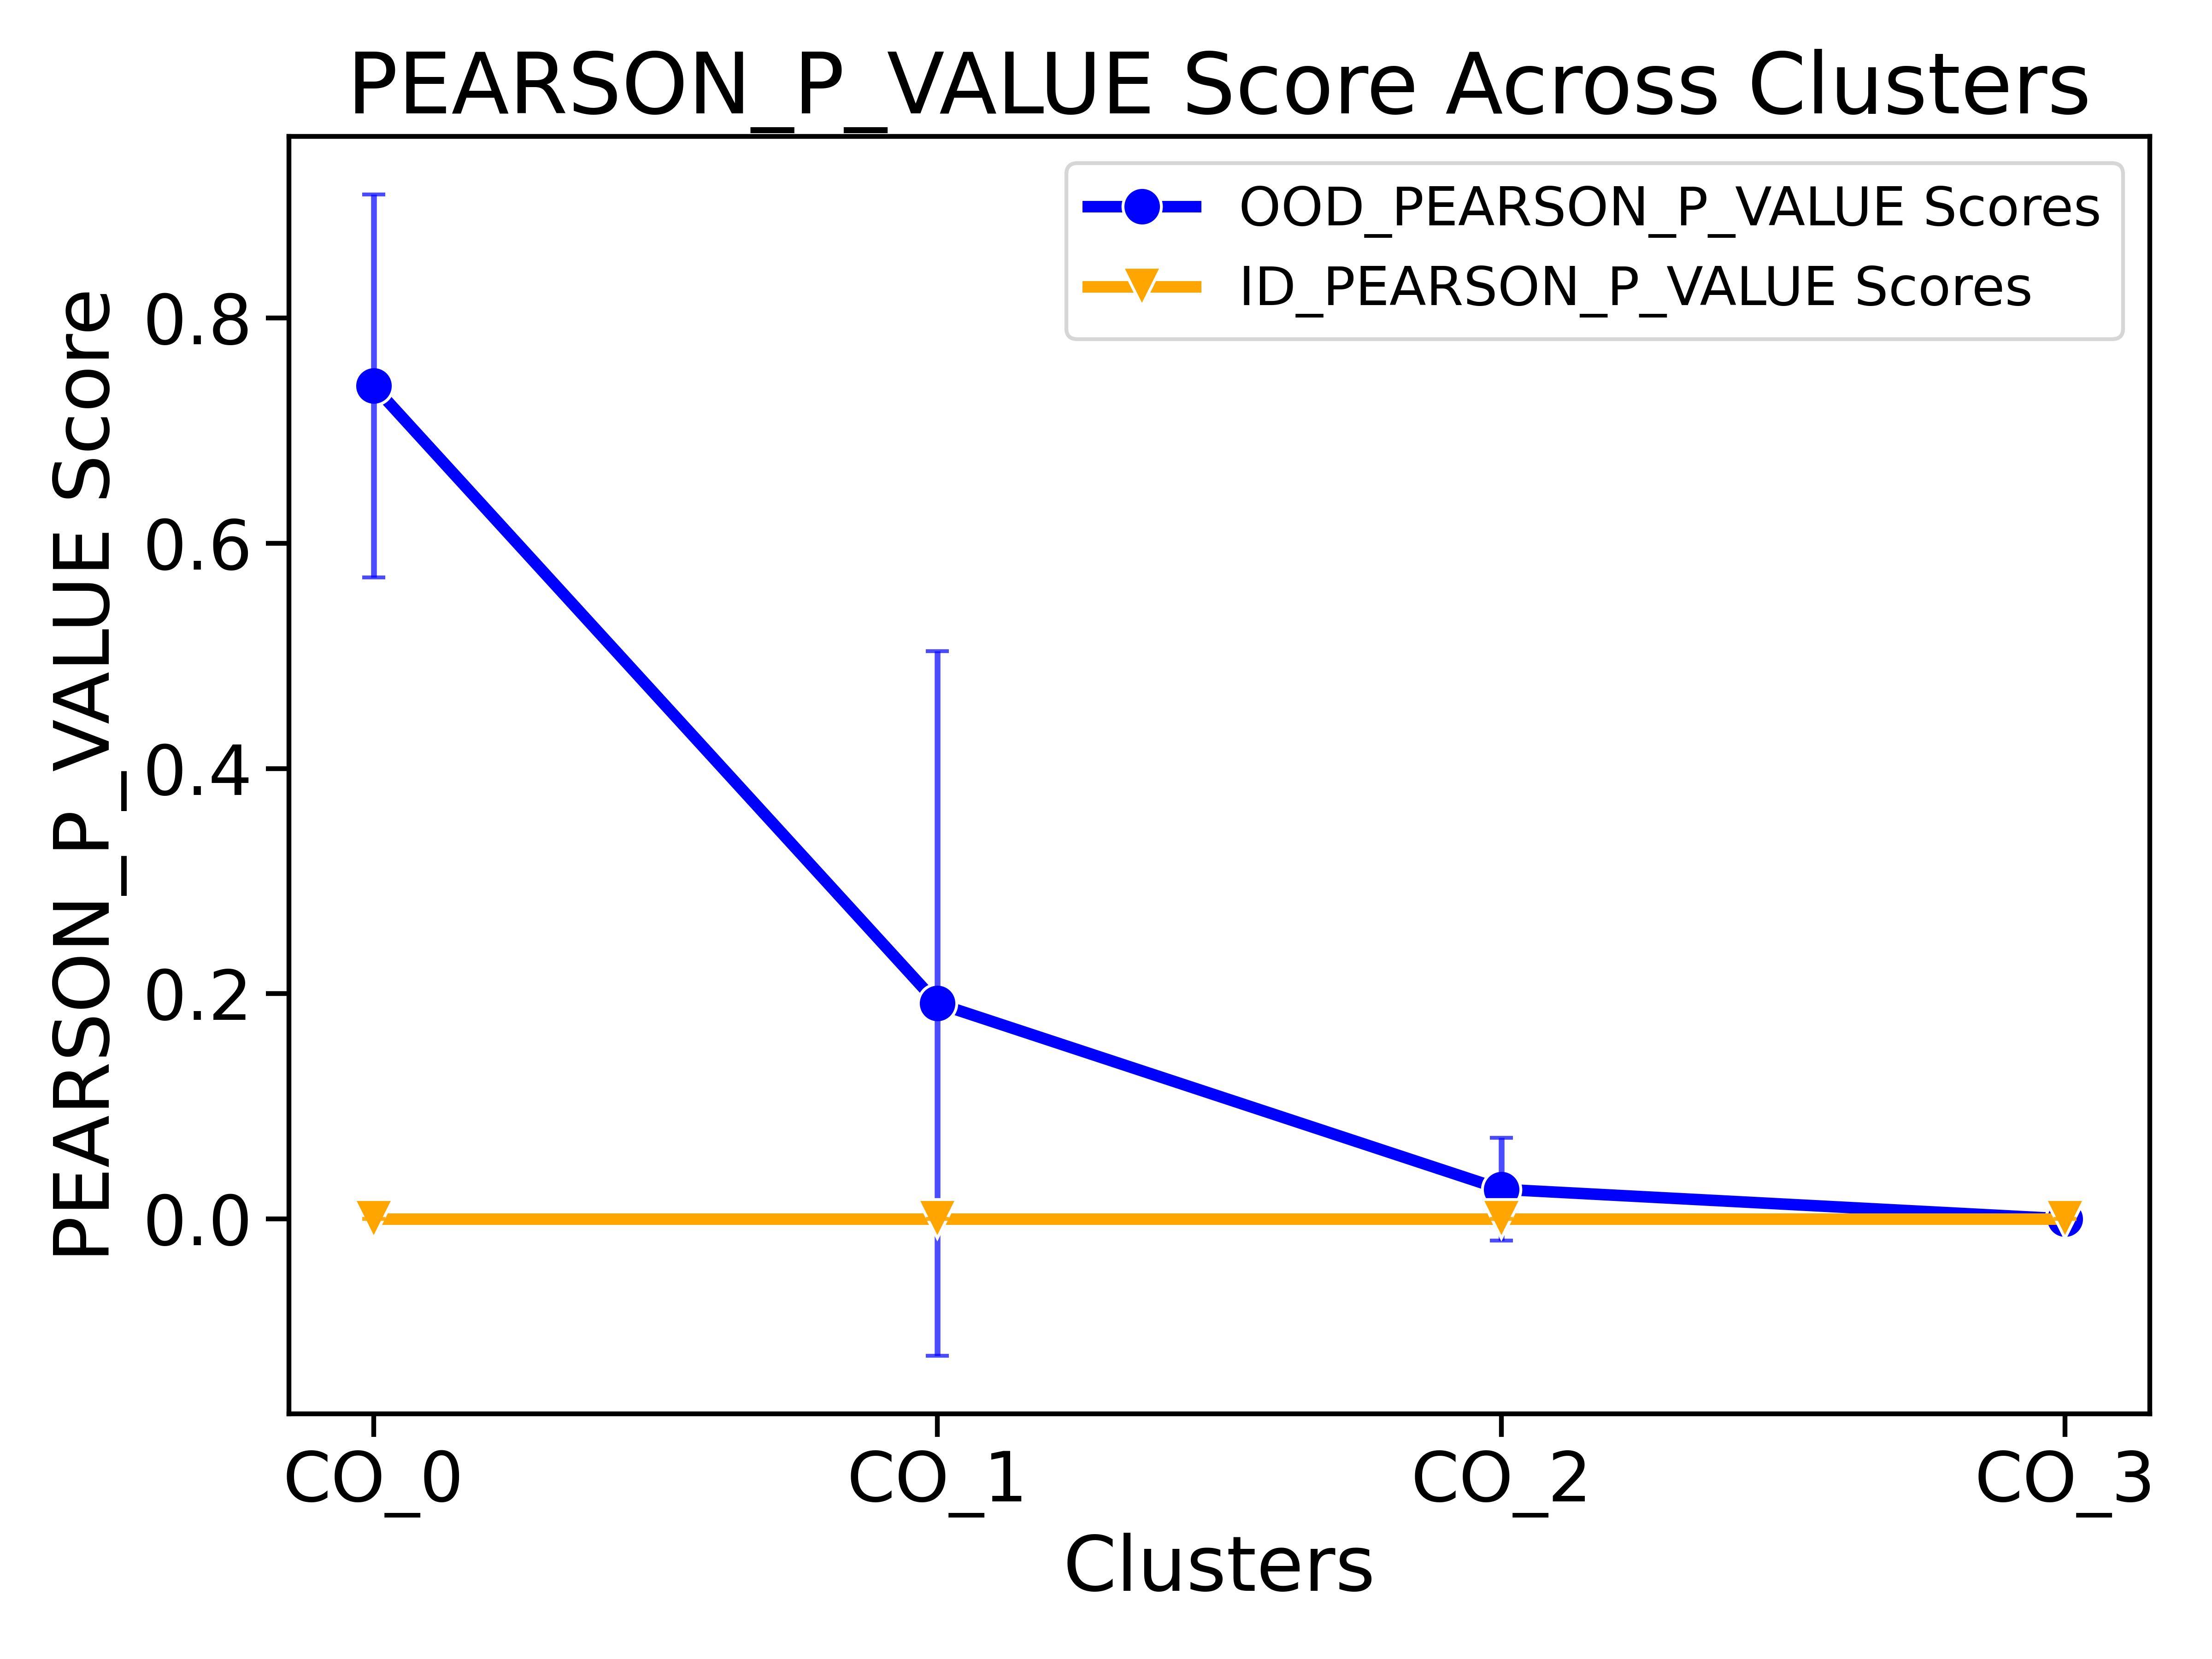 PEARSON_P_VALUE Score Across Clusters
OOD_PEARSON_P_VALUE Scores
ID_PEARSON_P_VALUE Scores
PEARSON_P_VALUE Score
0.8
0.6
0.4
0.2
0.0
CO_0 CO_1 CO_2 CO_3
Clusters